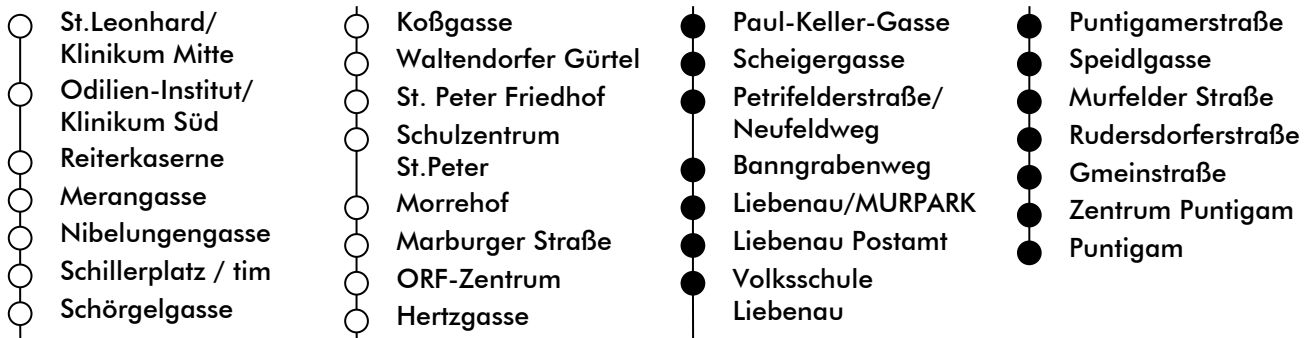 St.Leonhard/
Klinikum Mitte
Odilien-Institut/
Klinikum Süd
Reiterkaserne
Merangasse
Nibelungengasse
Schillerplatz / tim
Schörgelgasse
Koßgasse
Waltendorfer Gürtel
St. Peter Friedhof
Schulzentrum
St.Peter
Morrehof
Marburger Straße
ORF-Zentrum
Hertzgasse
Paul-Keller-Gasse
Scheigergasse
Petrifelderstraße/
Neufeldweg
Banngrabenweg
Liebenau/MURPARK
Liebenau Postamt
Volksschule
Liebenau
Puntigamerstraße
Speidlgasse
Murfelder Straße
Rudersdorferstraße
Gmeinstraße
Zentrum Puntigam
Puntigam